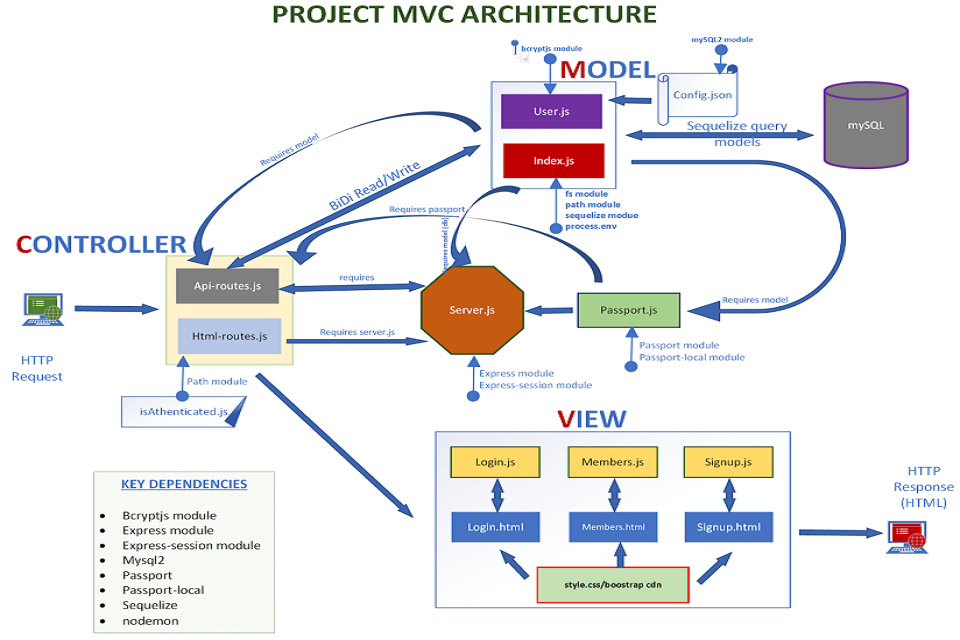 PROJECT MVC ARCHITECTURE
mySQL2 module
bcryptjs module
MODEL
Config.json
User.js
mySQL
Sequelize query
models
Index.js
Requires model
BiDi Read/Write
fs module
path module
sequelize modue
process.env
Requires passport
Requires model (db)
CONTROLLER
Api-routes.js
requires
Server.js
Passport.js
Requires model
Html-routes.js
Requires server.js
HTTP
Request
Passport module
Passport-local module
Path module
Express module
Express-session module
isAthenticated.js
VIEW
Login.js
Members.js
Signup.js
HTTP
Response
(HTML)
LogIn.html
Members.html
Signup.html
style.css/boostrap cdn
KEY DEPENDENCIES
• Bcryptjs module
• Express module
• Express-session module
• Mysql2
• Passport
• Passport-local
• Sequelize
• nodemon